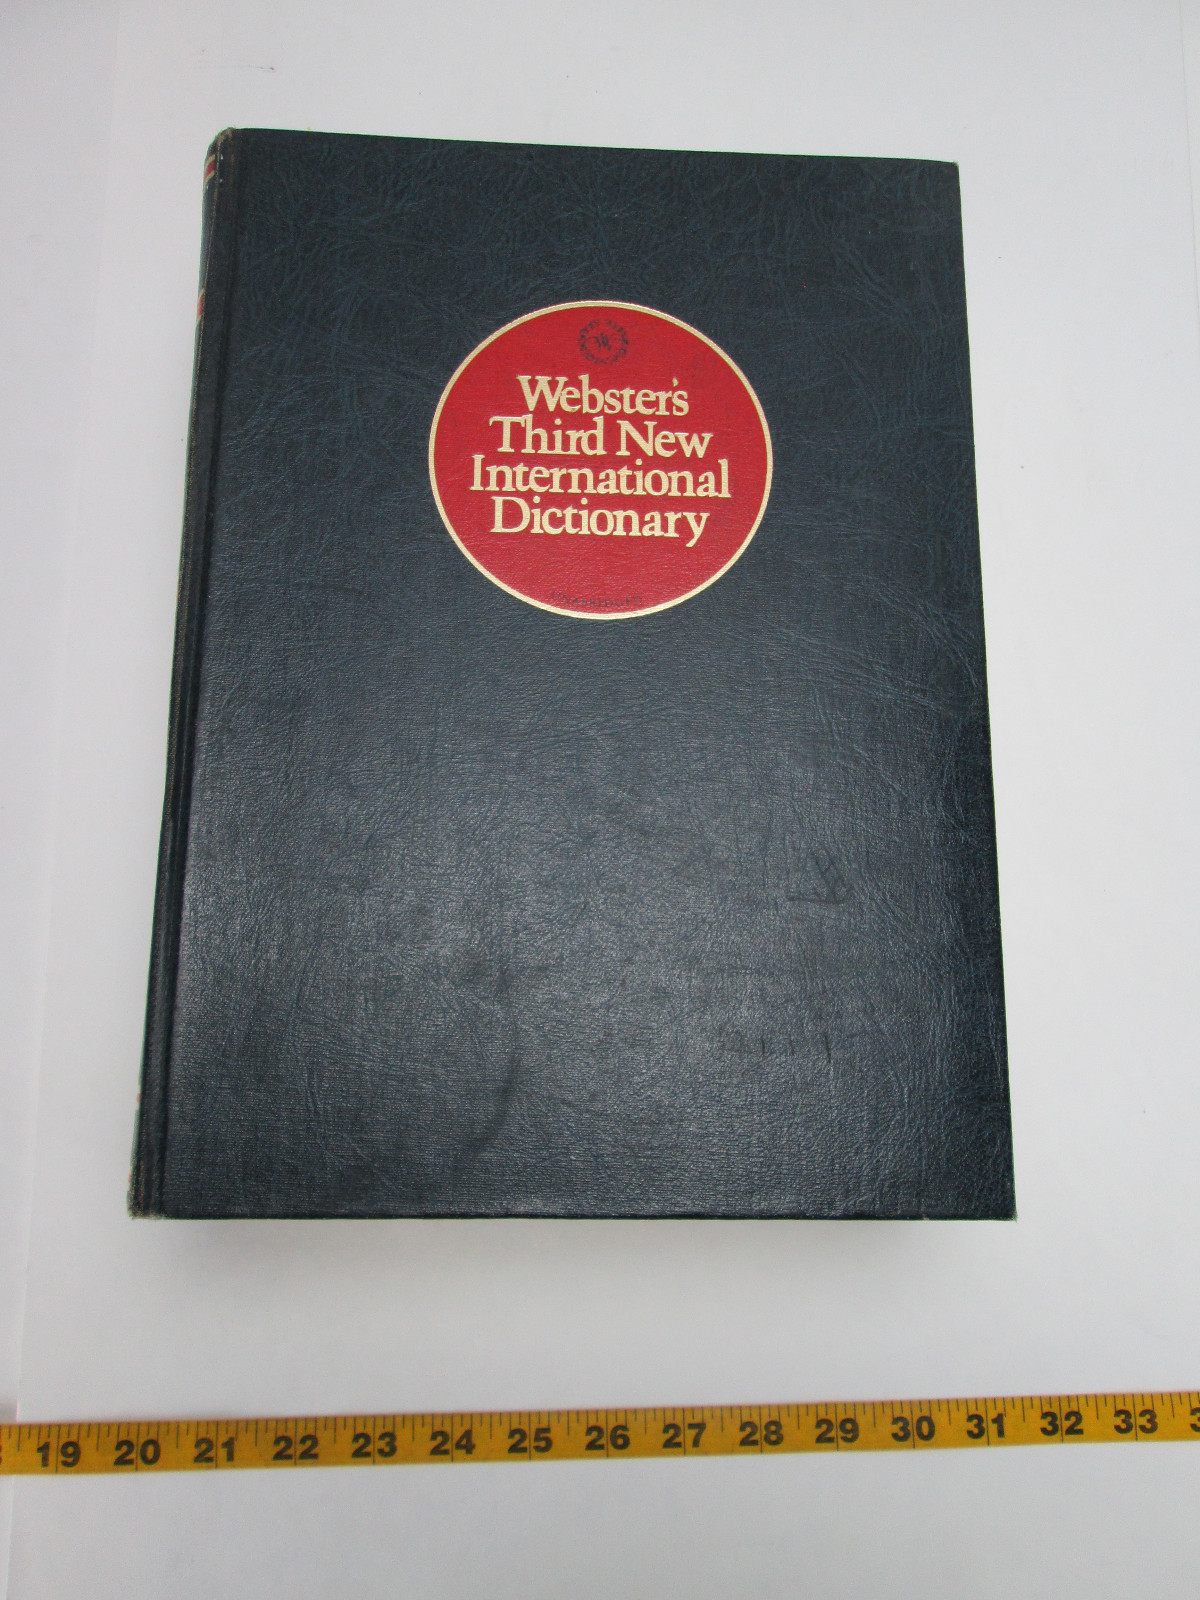 Webster's
Third New
International
Dictionary
UNABRIDGED
19 20 21 22 23 24 25 26 27 28 29 30 31 32 33